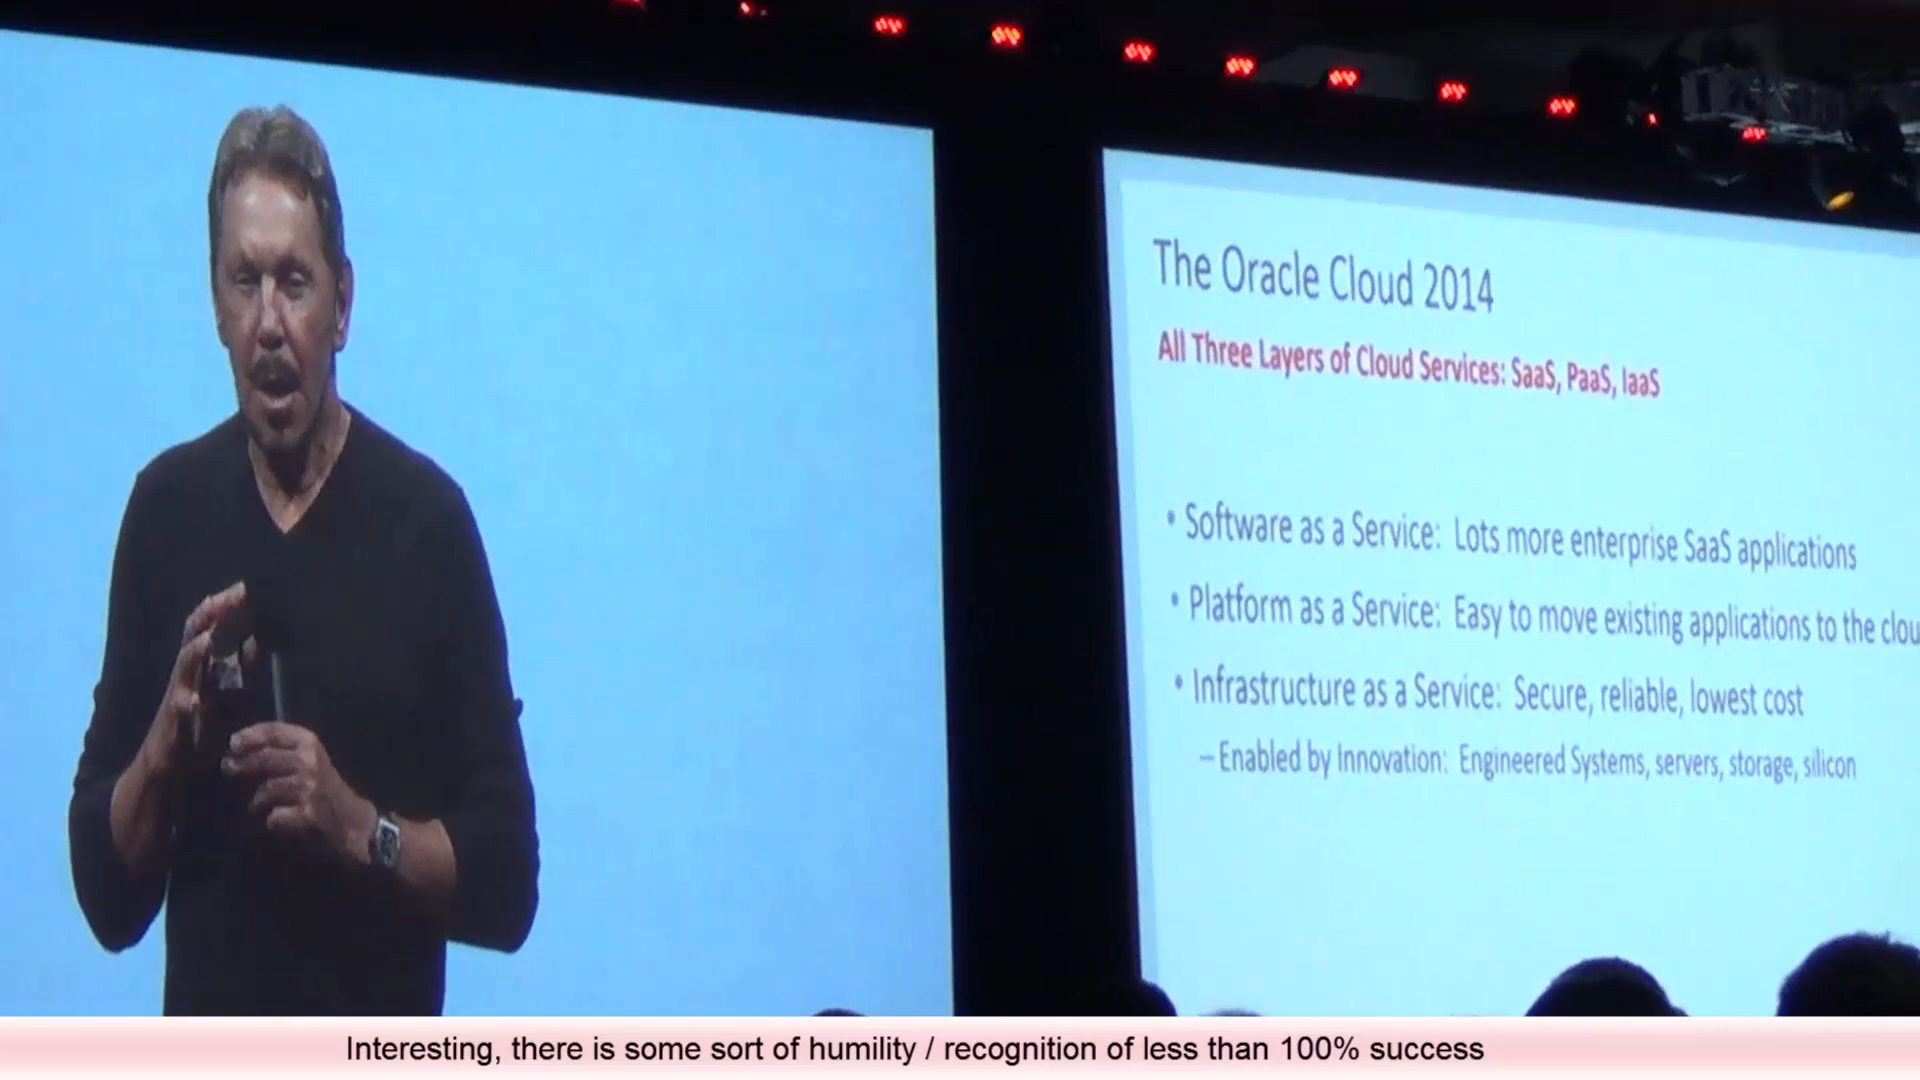 The Oracle Cloud 2014
All Three Layers of Cloud Services: SaaS, PaaS, IaaS
• Software as a Service: Lots more enterprise SaaS applications
• Platform as a Service: Easy to move existing applications to the clou
• Infrastructure as a Service: Secure, reliable, lowest cost
– Enabled by Innovation: Engineered Systems, servers, storage, silicon
Interesting, there is some sort of humility / recognition of less than 100% success